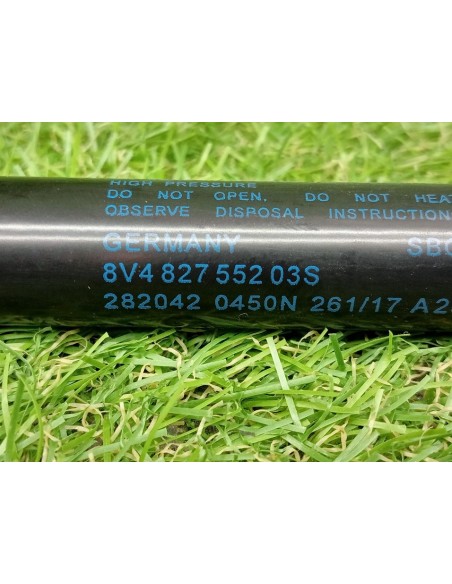 HIGH PRESSURE
DO NOT OPEN. DO NOT HEAT
OBSERVE DISPOSAL INSTRUCTION
GERMANY
8V4 827 552 03S
282042 0450N 261/17 A2